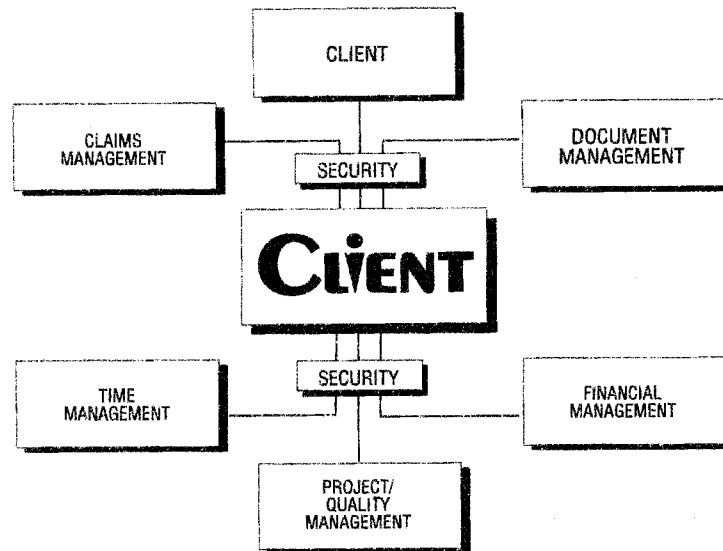 CLIENT
CLAIMS
MANAGEMENT
DOCUMENT
MANAGEMENT
SECURITY
CLIENT
SECURITY
TIME
MANAGEMENT
FINANCIAL
MANAGEMENT
PROJECT/
QUALITY
MANAGEMENT